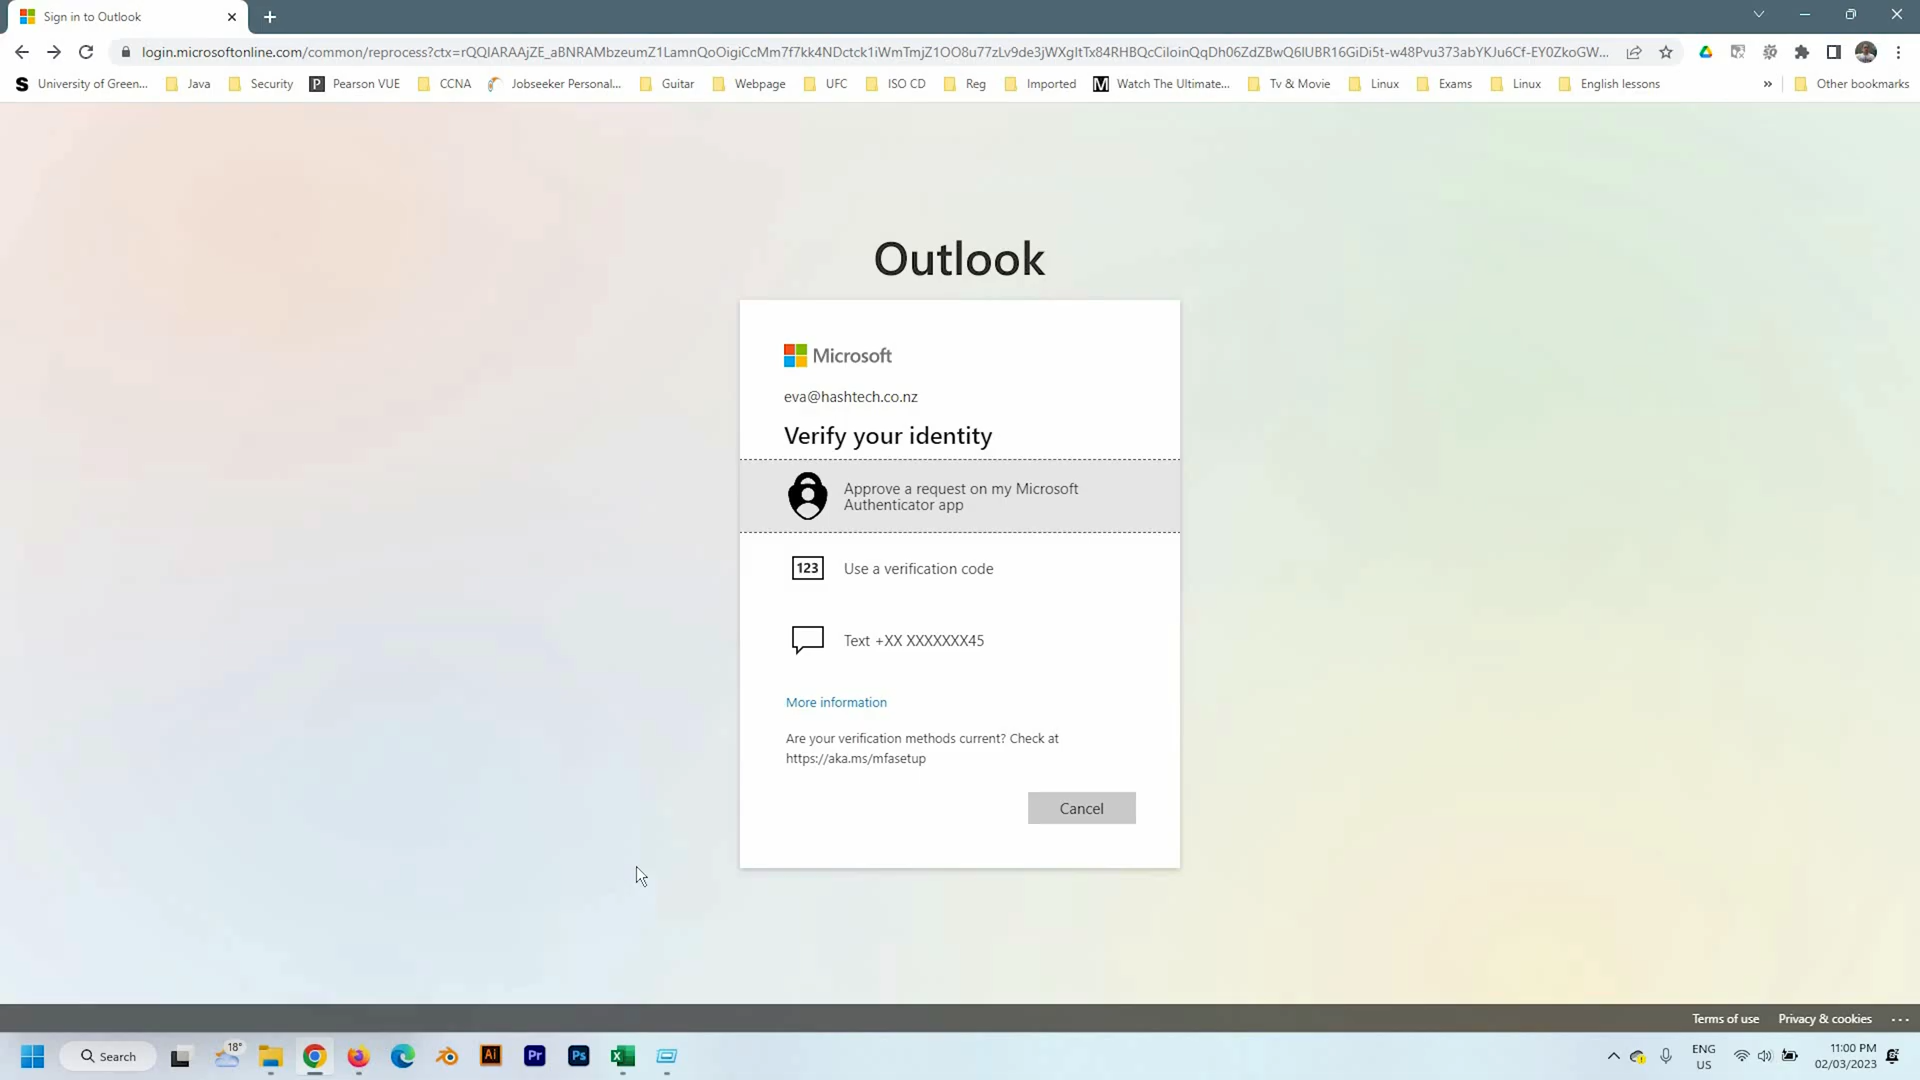 Sign in to Outlook
login.microsoftonline.com/common/reprocess?ctx=rQQIARAAjZE_aBNRAMbzeumZ1LamnQoOigiCcMm7f7kk4NDctck1iWmTmjZ1OO8u77zLv9de3jWXgItTx84RHBQcCiloinQqDh06ZdZBwQ6lUBR16GiDi5t-w48Pvu373abYKJu6Cf-EY0ZkoGW...
University of Green...
Java
Security
Pearson VUE
CCNA
Jobseeker Personal...
Guitar
Webpage
UFC
ISO CD
Reg
Imported
Watch The Ultimate...
Tv & Movie
Linux
Exams
Linux
English lessons
»
Other bookmarks
Outlook
Microsoft
eva@hashtech.co.nz
Verify your identity
Approve a request on my Microsoft
Authenticator app
123
Use a verification code
Text +XX XXXXXXX45
More information
Are your verification methods current? Check at
https://aka.ms/mfasetup
Cancel
Terms of use
Privacy & cookies
...
Search
18°
Ai
Pr
Ps
ENG
US
11:00 PM
02/03/2023